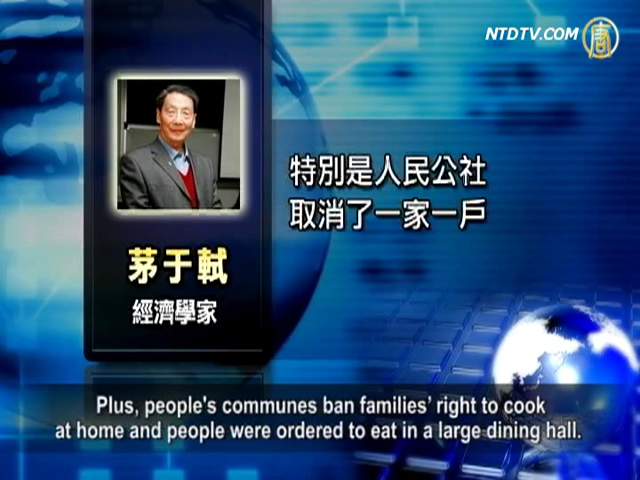 NTDTV.COM
唐
特別是人民公社
取消了一家一戶
茅于軾
經濟學家
Plus, people's communes ban families’ right to cook
at home and people were ordered to eat in a large dining hall.